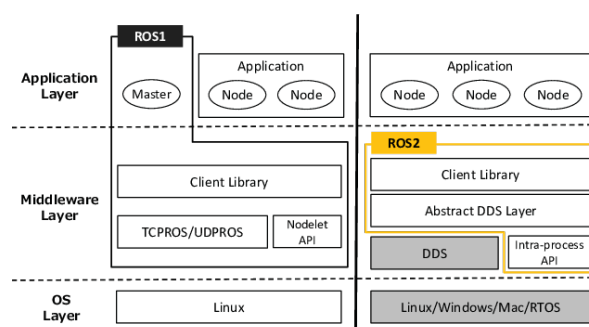 ROS1
Application
Layer
Master
Application
Node
Node
Application
Node
Node
Node
Middleware
Layer
Client Library
TCPROS/UDPROS
Nodelet
API
ROS2
Client Library
Abstract DDS Layer
DDS
Intra-process
API
OS
Layer
Linux
Linux/Windows/Mac/RTOS